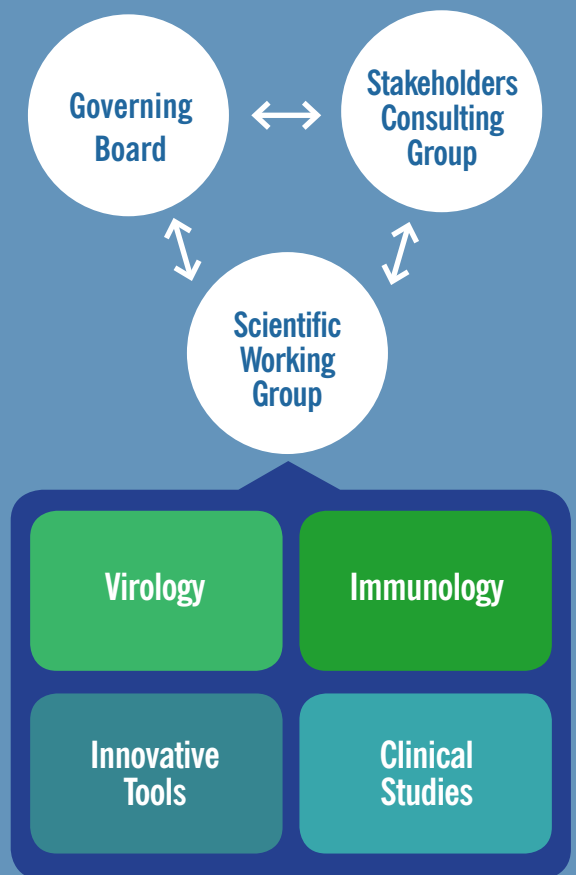 Governing
Board
Stakeholders
Consulting
Group
Scientific
Working
Group
Virology
Immunology
Innovative
Tools
Clinical
Studies